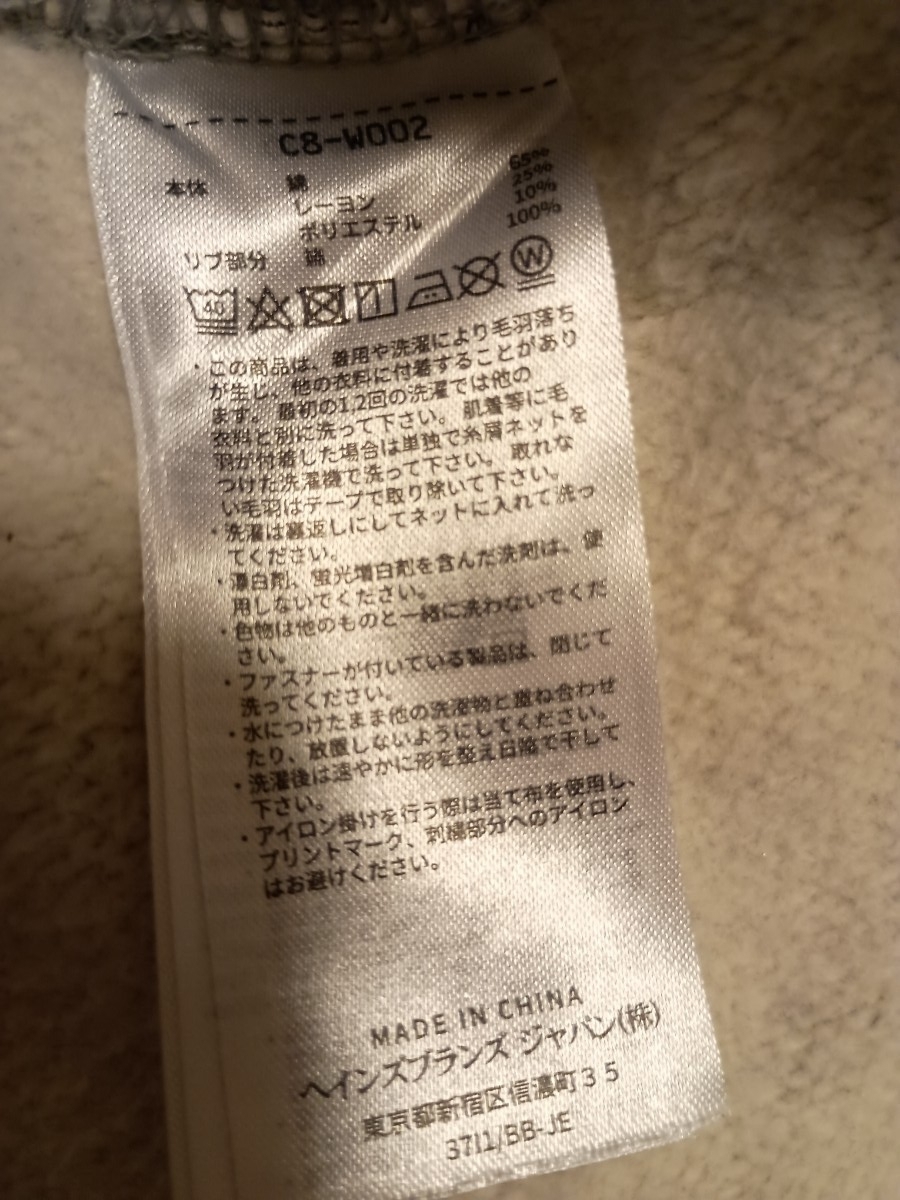 C8-W002
本体 綿 65%
レーヨン 25%
ポリエステル 10%
リブ部分 綿 100%
40 W
・この商品は、着用や洗濯により毛羽落ち
が生じ、他の衣料に付着することがあり
ます。最初の1,2回の洗濯では他の
衣料と別に洗って下さい。肌着等に毛
羽が付着した場合は単独で糸屑ネットを
つけた洗濯機で洗って下さい。取れな
い毛羽はテープで取り除いて下さい。
・洗濯は裏返しにしてネットに入れて洗っ
てください。
・漂白剤、蛍光増白剤を含んだ洗剤は、使
用しないでください。
・色物は他のものと一緒に洗わないでくだ
さい。
・ファスナーが付いている製品は、閉じて
洗ってください。
・水につけたまま他の洗濯物と重ね合わせ
たり、放置しないようにしてください。
・洗濯後は速やかに形を整え日陰で干して
下さい。
・アイロン掛けを行う際は当て布を使用し、
プリントマーク、刺繍部分へのアイロン
はお避けください。
MADE IN CHINA
ヘインズブランズ ジャパン(株)
東京都新宿区信濃町35
37I1/BB-JE